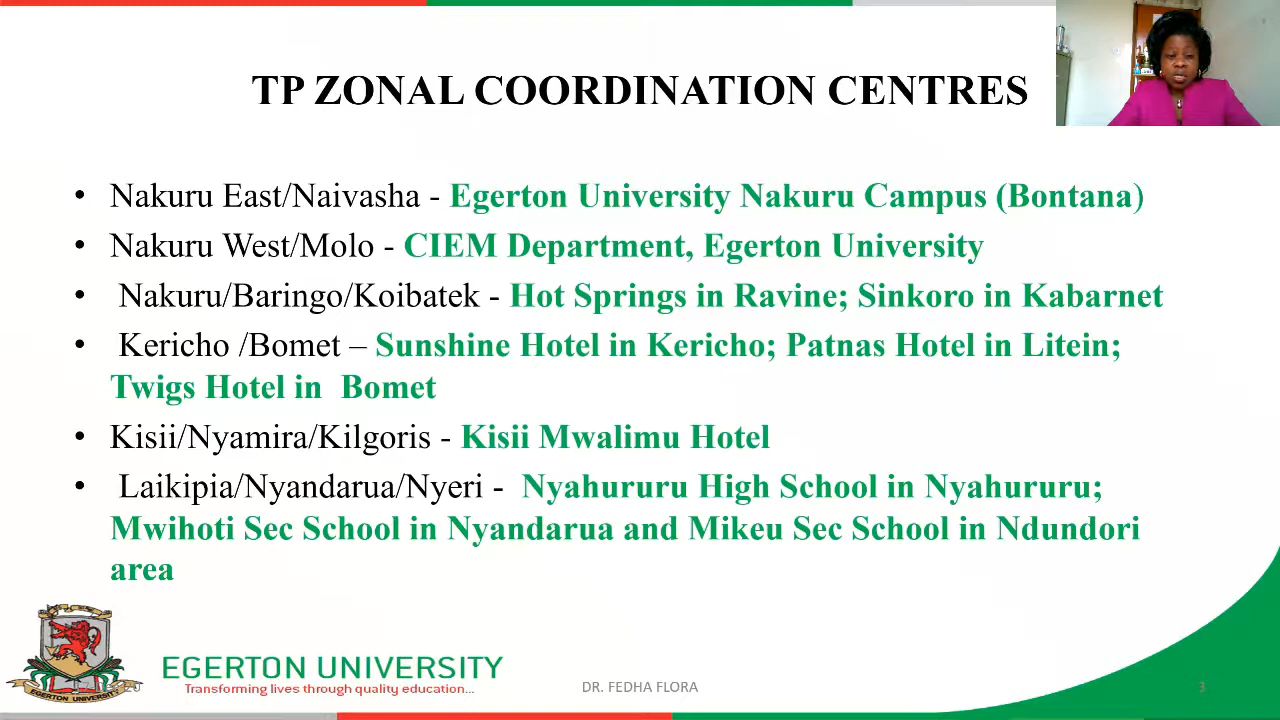 TP ZONAL COORDINATION CENTRES
• Nakuru East/Naivasha - Egerton University Nakuru Campus (Bontana)
• Nakuru West/Molo - CIEM Department, Egerton University
• Nakuru/Baringo/Koibatek - Hot Springs in Ravine; Sinkoro in Kabarnet
• Kericho /Bomet – Sunshine Hotel in Kericho; Patnas Hotel in Litein;
Twigs Hotel in Bomet
• Kisii/Nyamira/Kilgoris - Kisii Mwalimu Hotel
• Laikipia/Nyandarua/Nyeri - Nyahururu High School in Nyahururu;
Mwihoti Sec School in Nyandarua and Mikeu Sec School in Ndundori
area
EGERTON UNIVERSITY
EGERTON UNIVERSITY
Transforming lives through quality education...
DR. FEDHA FLORA
3